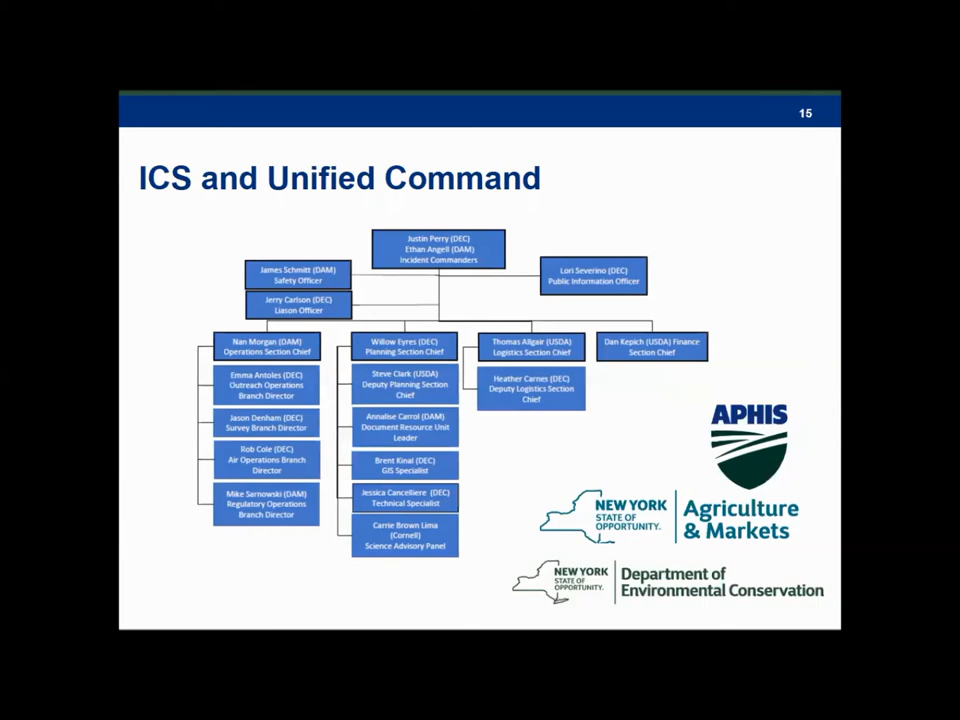 15
ICS and Unified Command
Justin Perry (DEC)
Ethan Angell (DAM)
Incident Commanders
James Schmitt (DAM)
Safety Officer
Lori Severino (DEC)
Public Information Officer
Jerry Carlson (DEC)
Liason Officer
Nan Morgan (DAM)
Operations Section Chief
Emma Antoles (DEC)
Outreach Operations
Branch Director
Jason Denham (DEC)
Survey Branch Director
Rob Cole (DEC)
Air Operations Branch
Director
Mike Sarnowski (DAM)
Regulatory Operations
Branch Director
Willow Eyres (DEC)
Planning Section Chief
Steve Clark (USDA)
Deputy Planning Section
Chief
Annalise Carrol (DAM)
Document Resource Unit
Leader
Brent Kinal (DEC)
GIS Specialist
Jessica Cancelliere (DEC)
Technical Specialist
Carrie Brown Lima
(Cornell)
Science Advisory Panel
Thomas Allgair (USDA)
Logistics Section Chief
Heather Carnes (DEC)
Deputy Logistics Section
Chief
Dan Kepich (USDA) Finance
Section Chief
APHIS
NEW YORK
STATE OF
OPPORTUNITY.
Agriculture
& Markets
NEW YORK
STATE OF
OPPORTUNITY.
Department of
Environmental Conservation